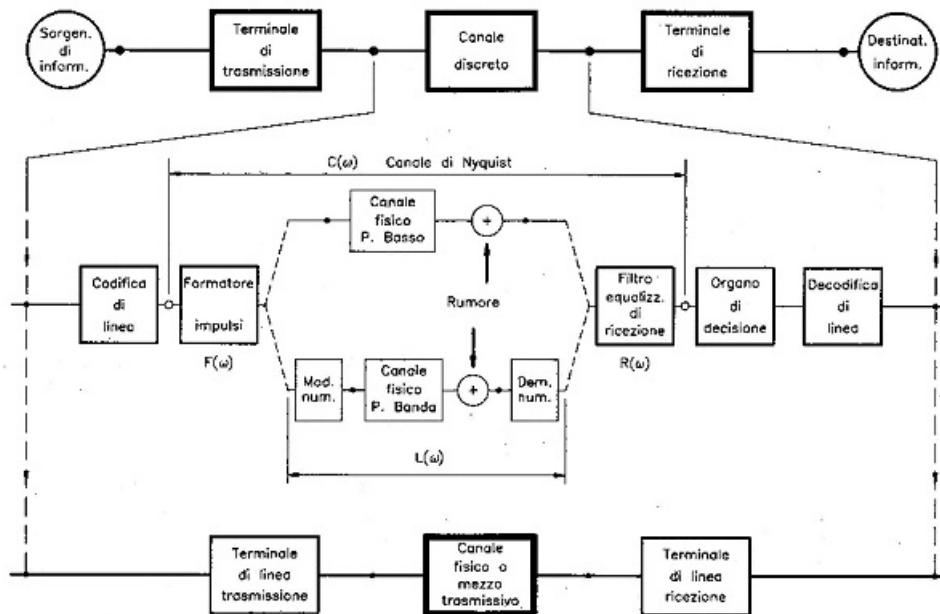 Sorgen.
di
inform.
Terminale
di
trasmissione
Canale
discreto
Terminale
di
ricezione
Destinat.
inform.
C(ω) Canale di Nyquist
Canale
fisico
P. Basso
+
Codifica
di
linea
Formatore
impulsi
F(ω)
Rumore
Filtro
equalizz.
di
ricezione
R(ω)
Organo
di
decisione
Decodifica
di
linea
Mod.
num.
Canale
fisico
P. Banda
+
Dem.
num.
L(ω)
Terminale
di linea
trasmissione
Canale
fisico o
mezzo
trasmissivo
Terminale
di linea
ricezione